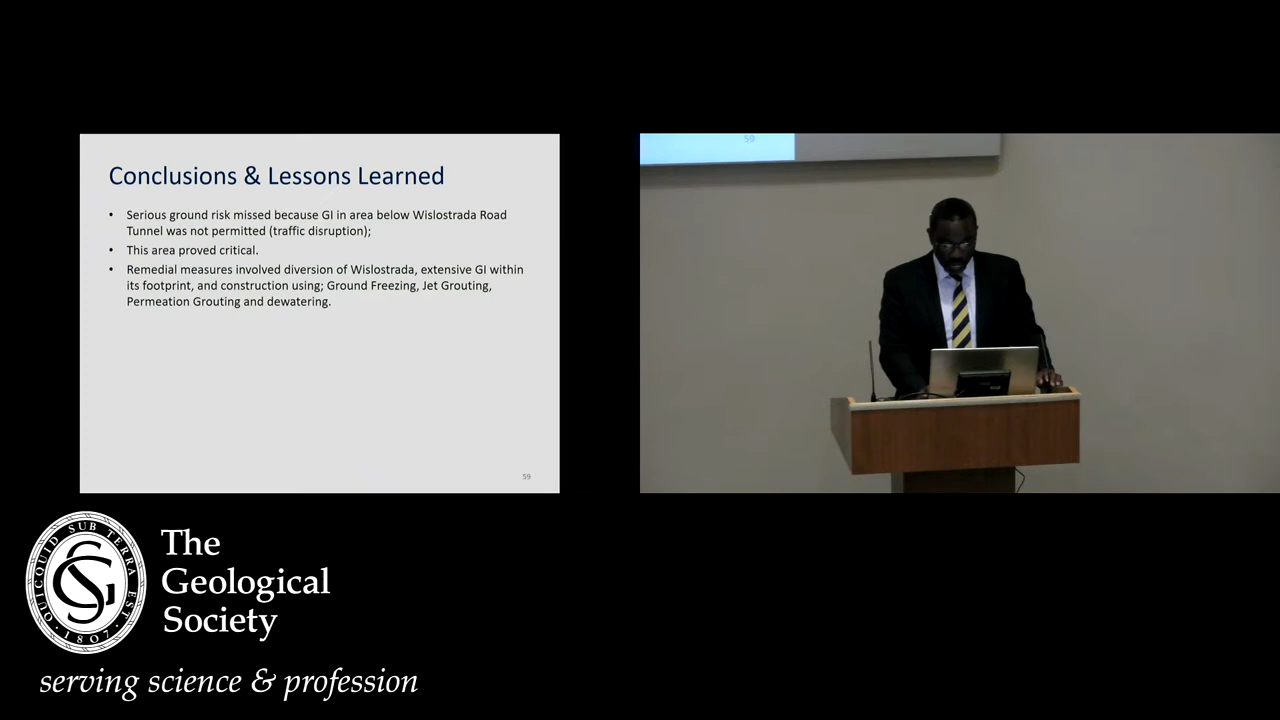 Conclusions & Lessons Learned
• Serious ground risk missed because GI in area below Wislostrada Road
Tunnel was not permitted (traffic disruption);
• This area proved critical.
• Remedial measures involved diversion of Wislostrada, extensive GI within
its footprint, and construction using; Ground Freezing, Jet Grouting,
Permeation Grouting and dewatering.
59
59
QUICQUID SUB TERRA EST
· 1807 ·
The
Geological
Society
serving science & profession